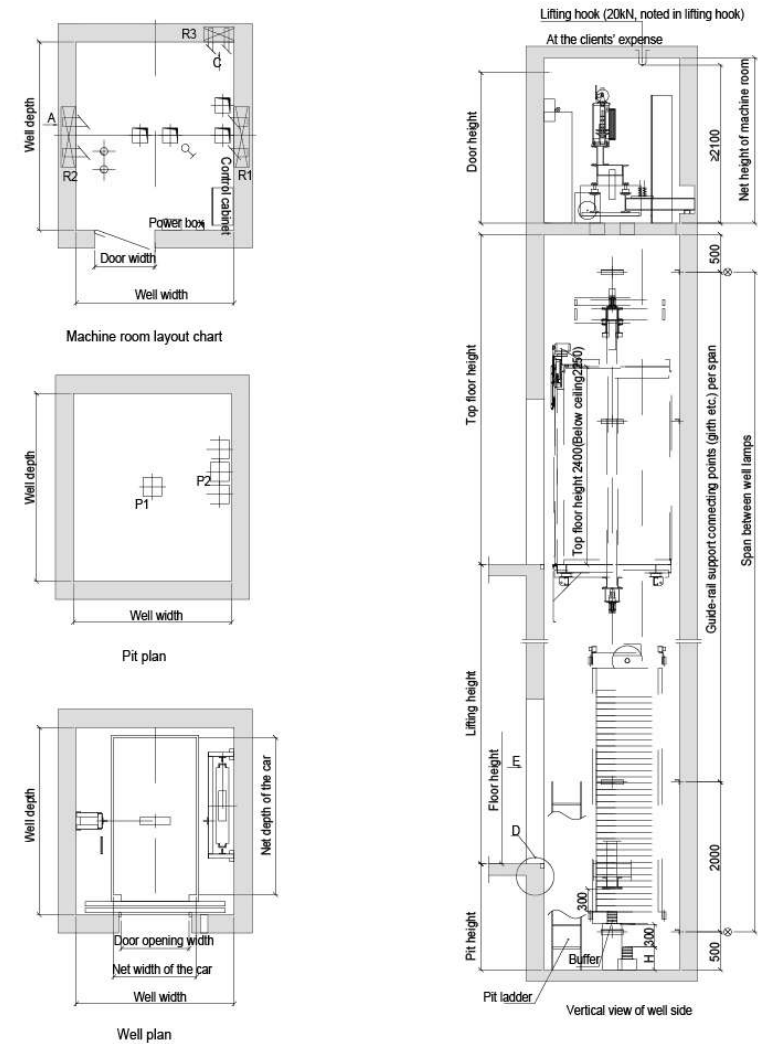 R3
C
Well depth
A
R2
R1
Control cabinet
Power box
Door width
Well width
Machine room layout chart
Well depth
P1
P2
Well width
Pit plan
Well depth
Net depth of the car
Door opening width
Net width of the car
Well width
Well plan
Lifting hook (20kN, noted in lifting hook)
At the clients' expense
Door height
≥2100
Net height of machine room
500
Top floor height
Top floor height 2400(Below ceiling2250)
Guide-rail support connecting points (girth etc.) per span
Span between well lamps
Lifting height
Floor height
E
D
2000
300
300
H
500
Pit height
Buffer
Pit ladder
Vertical view of well side